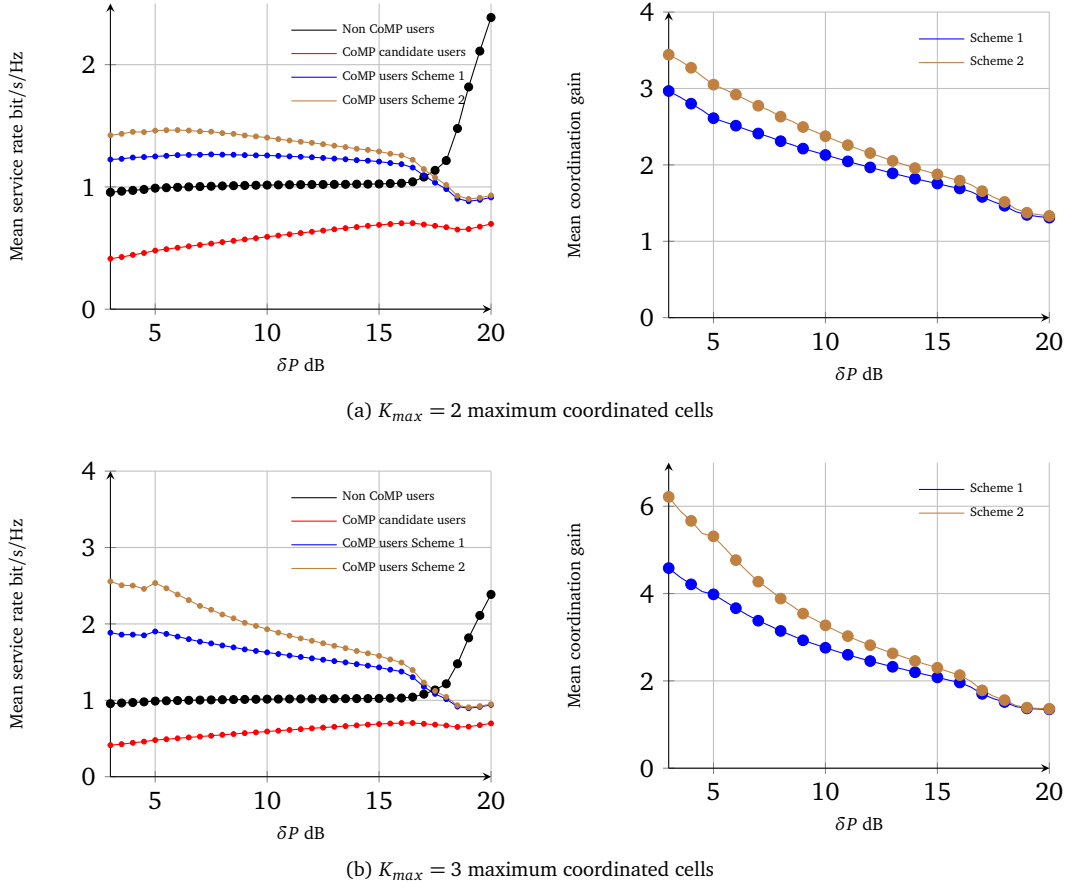 Mean service rate bit/s/Hz
2
1
0
5
10
15
20
δP dB
Non CoMP users
CoMP candidate users
CoMP users Scheme 1
CoMP users Scheme 2
Mean coordination gain
4
3
2
1
0
5
10
15
20
δP dB
Scheme 1
Scheme 2
(a) K_max = 2 maximum coordinated cells
Mean service rate bit/s/Hz
4
3
2
1
0
5
10
15
20
δP dB
Non CoMP users
CoMP candidate users
CoMP users Scheme 1
CoMP users Scheme 2
Mean coordination gain
6
4
2
0
5
10
15
20
δP dB
Scheme 1
Scheme 2
(b) K_max = 3 maximum coordinated cells